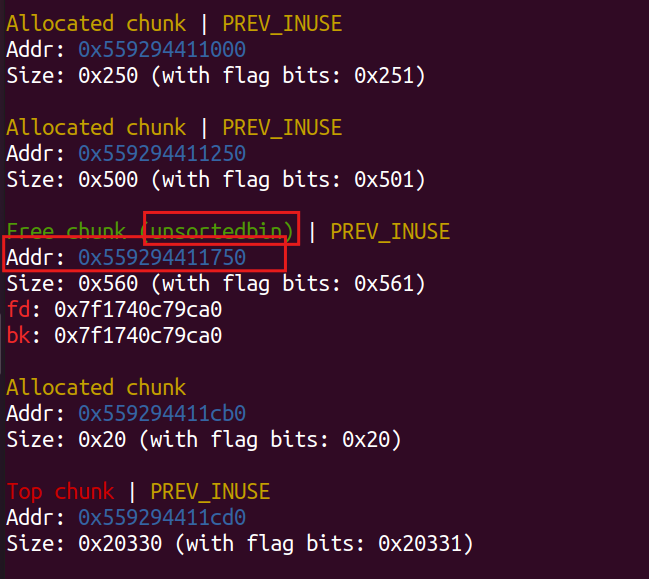 Allocated chunk | PREV_INUSE
Addr: 0x559294411000
Size: 0x250 (with flag bits: 0x251)
Allocated chunk | PREV_INUSE
Addr: 0x559294411250
Size: 0x500 (with flag bits: 0x501)
Free chunk (unsortedbin) | PREV_INUSE
Addr: 0x559294411750
Size: 0x560 (with flag bits: 0x561)
fd: 0x7f1740c79ca0
bk: 0x7f1740c79ca0
Allocated chunk
Addr: 0x559294411cb0
Size: 0x20 (with flag bits: 0x20)
Top chunk | PREV_INUSE
Addr: 0x559294411cd0
Size: 0x20330 (with flag bits: 0x20331)